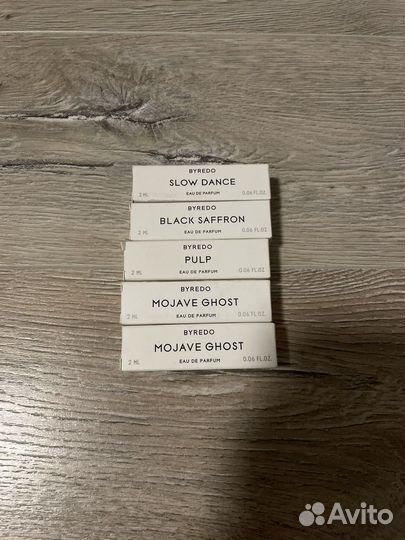 BYREDO
SLOW DANCE
2 ML EAU DE PARFUM 0.06 FL.OZ.
BYREDO
BLACK SAFFRON
2 ML EAU DE PARFUM 0.06 FL.OZ.
BYREDO
PULP
2 ML EAU DE PARFUM 0.06 FL.OZ.
BYREDO
MOJAVE GHOST
2 ML EAU DE PARFUM 0.06 FL.OZ.
BYREDO
MOJAVE GHOST
2 ML EAU DE PARFUM 0.06 FL.OZ.
Avito